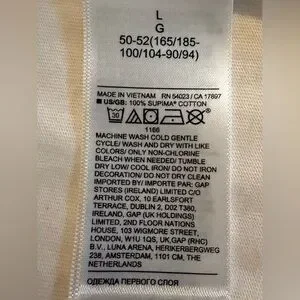 L
G
50-52(165/185-
100/104-90/94)
MADE IN VIETNAM RN 54023 / CA 17897
US/GB: 100% SUPIMA® COTTON
30
1166
MACHINE WASH COLD GENTLE
CYCLE/ WASH AND DRY WITH LIKE
COLORS/ ONLY NON-CHLORINE
BLEACH WHEN NEEDED/ TUMBLE
DRY LOW/ COOL IRON/ DO NOT IRON
DECORATION/ DO NOT DRY CLEAN
IMPORTED BY/ IMPORTE PAR: GAP
STORES (IRELAND) LIMITED C/O
ARTHUR COX, 10 EARLSFORT
TERRACE, DUBLIN 2, D02 T380,
IRELAND, GAP (UK HOLDINGS)
LIMITED, 2ND FLOOR NATIONS
HOUSE, 103 WIGMORE STREET,
LONDON, W1U 1QS, UK,GAP (RHC)
B.V., LUNA ARENA, HERIKERBERGWEG
238, AMSTERDAM, 1101 CM, THE
NETHERLANDS
ОДЕЖДА ПЕРВОГО СЛОЯ